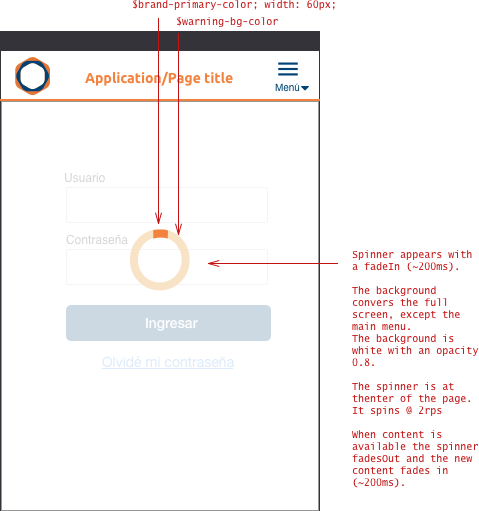 $brand-primary-color; width: 60px;
$warning-bg-color
Application/Page title
Menú
Usuario
Contraseña
Ingresar
Olvidé mi contraseña
Spinner appears with
a fadeIn (~200ms).
The background
convers the full
screen, except the
main menu.
The background is
white with an opacity
0.8.
The spinner is at
thenter of the page.
It spins @ 2rps
When content is
available the spinner
fadesOut and the new
content fades in
(~200ms).